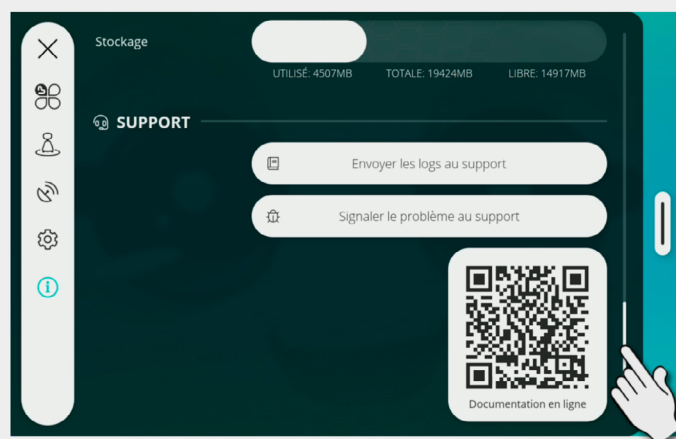 Stockage
UTILISÉ: 4507MB
TOTALE: 19424MB
LIBRE: 14917MB
SUPPORT
Envoyer les logs au support
Signaler le problème au support
Documentation en ligne